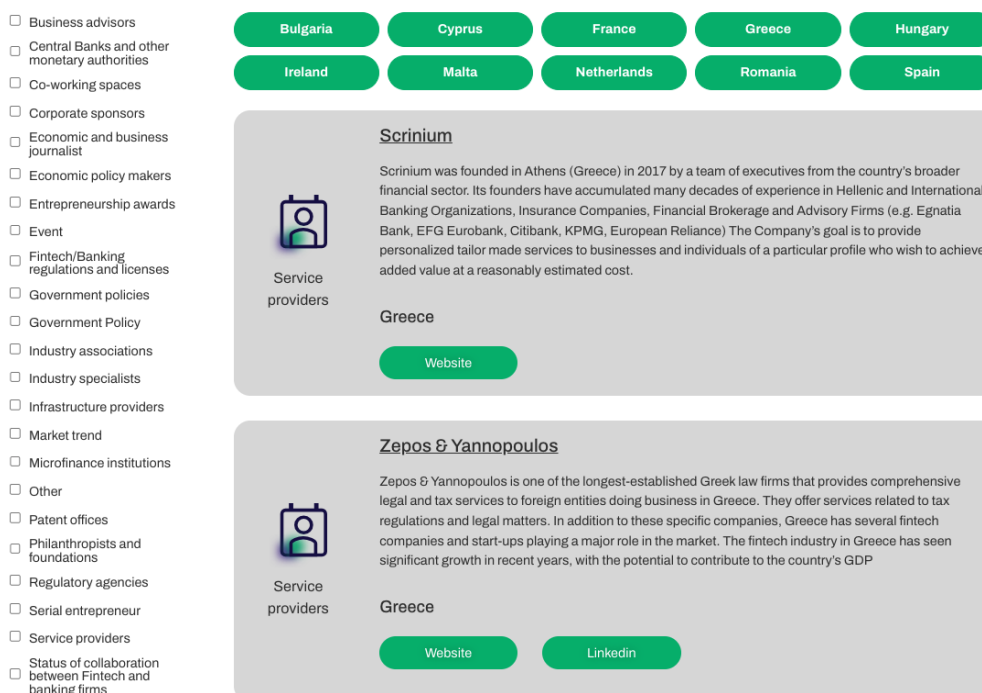 Business advisors
Central Banks and other
monetary authorities
Co-working spaces
Corporate sponsors
Economic and business
journalist
Economic policy makers
Entrepreneurship awards
Event
Fintech/Banking
regulations and licenses
Government policies
Government Policy
Industry associations
Industry specialists
Infrastructure providers
Market trend
Microfinance institutions
Other
Patent offices
Philanthropists and
foundations
Regulatory agencies
Serial entrepreneur
Service providers
Status of collaboration
between Fintech and
banking firms
Bulgaria Cyprus France Greece Hungary
Ireland Malta Netherlands Romania Spain
Scrinium
Scrinium was founded in Athens (Greece) in 2017 by a team of executives from the country's broader
financial sector. Its founders have accumulated many decades of experience in Hellenic and International
Banking Organizations, Insurance Companies, Financial Brokerage and Advisory Firms (e.g. Egnatia
Bank, EFG Eurobank, Citibank, KPMG, European Reliance) The Company's goal is to provide
personalized tailor made services to businesses and individuals of a particular profile who wish to achieve
added value at a reasonably estimated cost.
Service
providers
Greece
Website
Zepos & Yannopoulos
Zepos & Yannopoulos is one of the longest-established Greek law firms that provides comprehensive
legal and tax services to foreign entities doing business in Greece. They offer services related to tax
regulations and legal matters. In addition to these specific companies, Greece has several fintech
companies and start-ups playing a major role in the market. The fintech industry in Greece has seen
significant growth in recent years, with the potential to contribute to the country's GDP
Service
providers
Greece
Website Linkedin